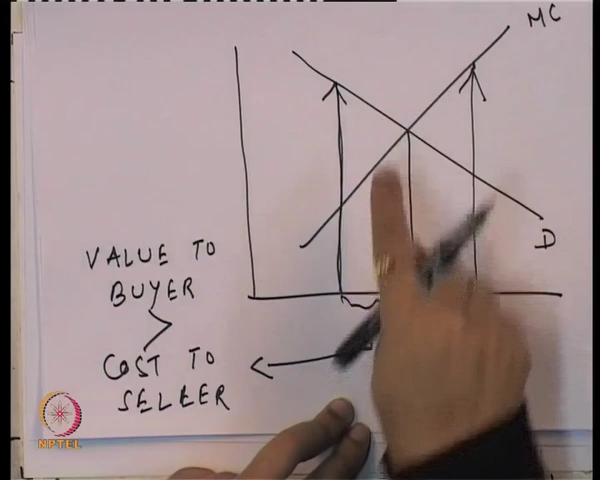 MC
D
VALUE TO
BUYER
>
COST TO
SELLER
NPTEL